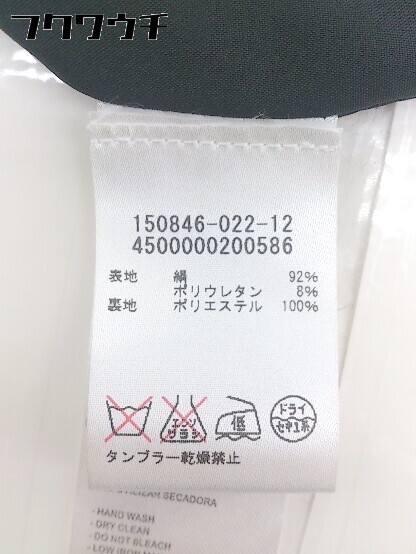 フクワウチ
150846-022-12
4500000200586
表地 絹 92%
ポリウレタン 8%
裏地 ポリエステル 100%
エンソ サラシ 低 ドライ セキユ系
タンブラー乾燥禁止
SECADORA
- HAND WASH
- DRY CLEAN
- DO NOT BLEACH
- LOW IRON